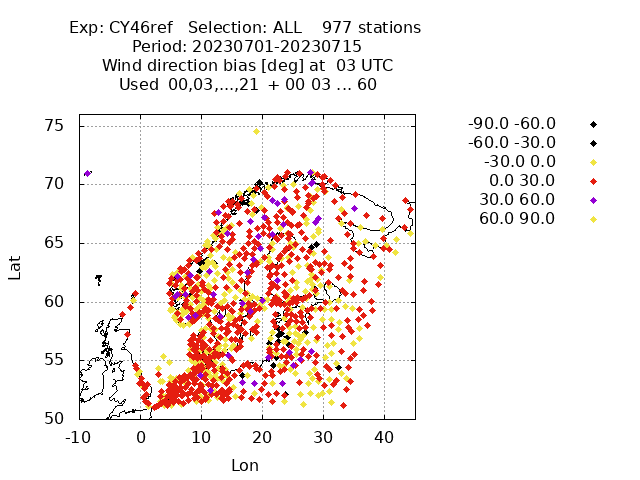 Exp: CY46ref   Selection: ALL    977 stations
Period: 20230701-20230715
Wind direction bias [deg] at  03 UTC
Used  00,03,...,21  + 00 03 ... 60
-90.0 -60.0
-60.0 -30.0
-30.0 0.0
0.0 30.0
30.0 60.0
60.0 90.0
75
70
65
60
55
50
Lat
-10 0 10 20 30 40
Lon